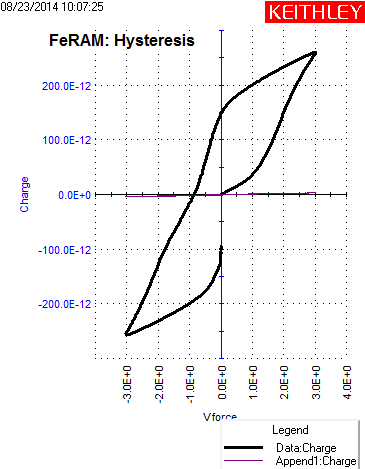 08/23/2014 10:07:25
KEITHLEY
FeRAM: Hysteresis
200.0E-12
100.0E-12
0.0E+0
-100.0E-12
-200.0E-12
Charge
-3.0E+0
-2.0E+0
-1.0E+0
0.0E+0
1.0E+0
2.0E+0
3.0E+0
4.0E+0
Vforce
Legend
Data:Charge
Append1:Charge